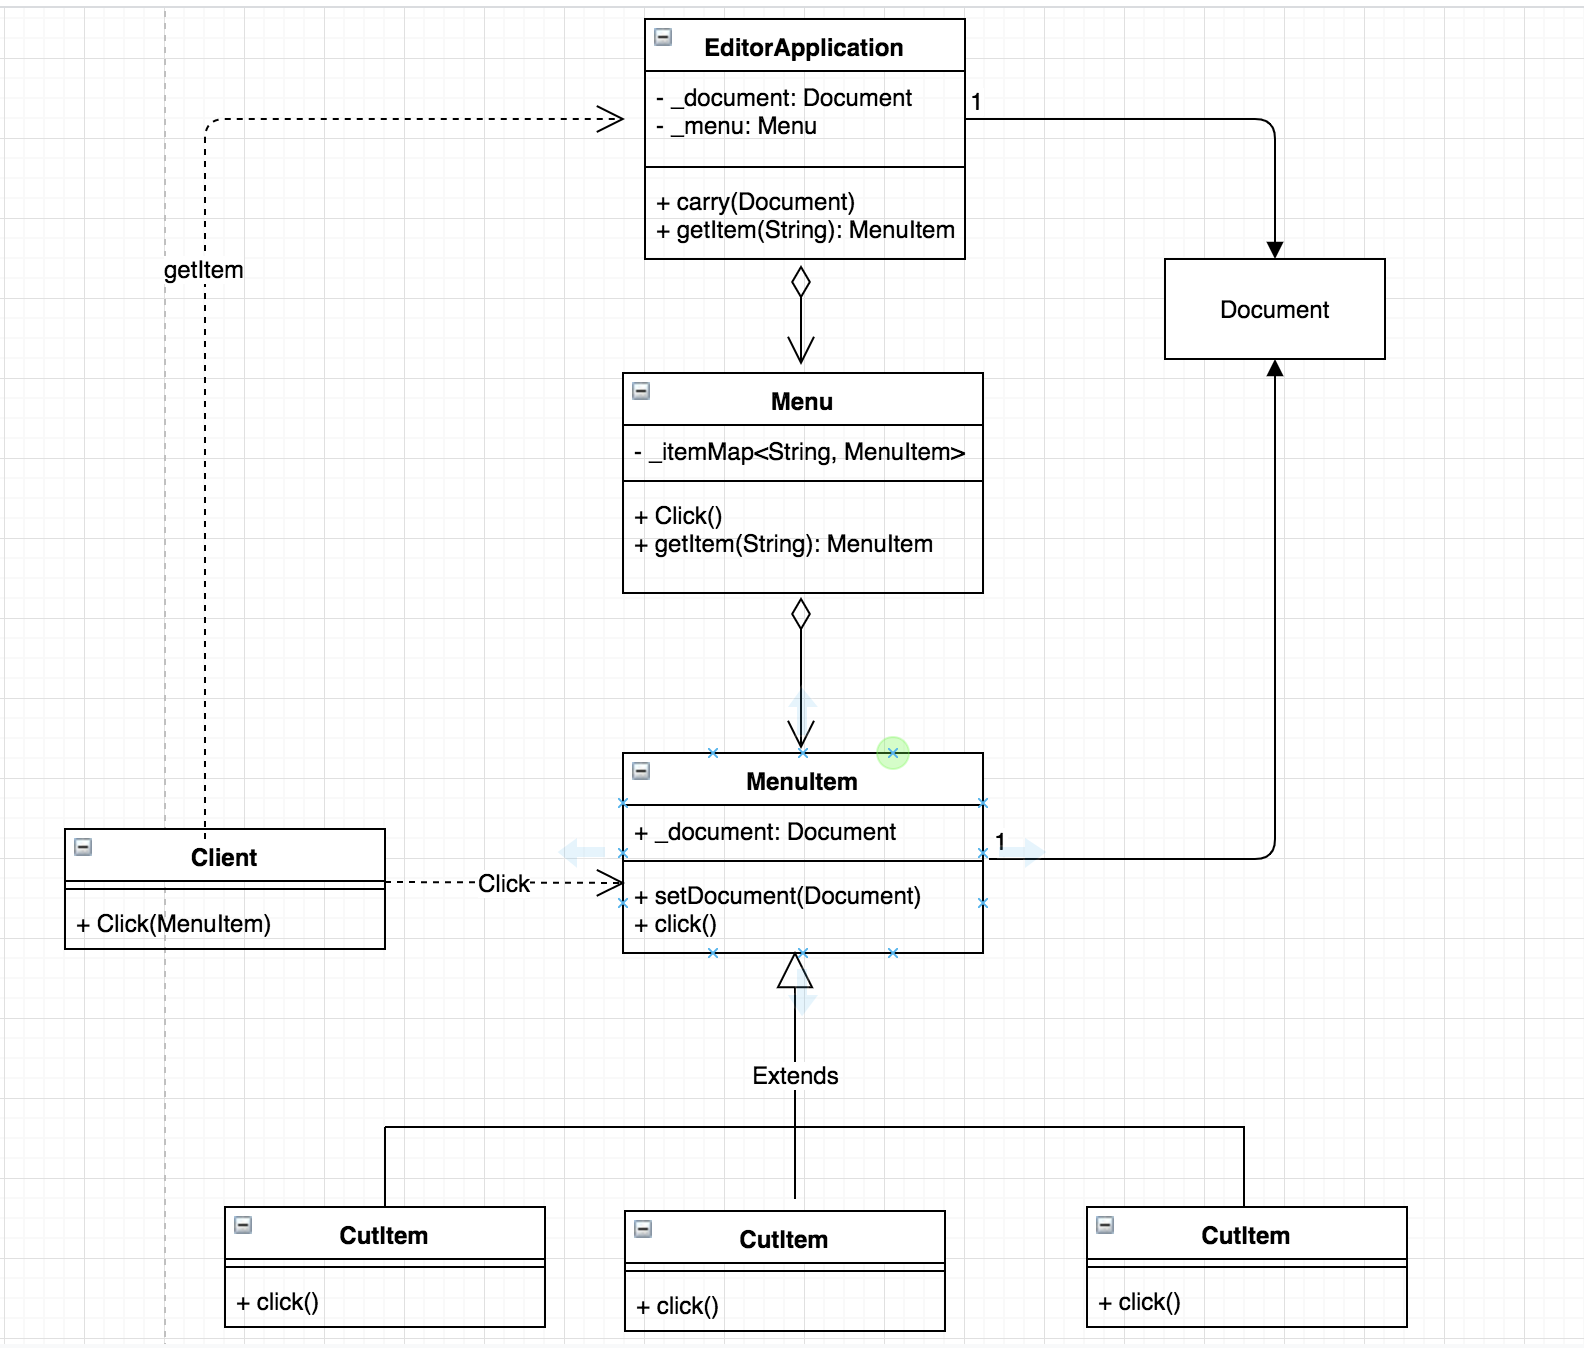 EditorApplication
- _document: Document
- _menu: Menu
1
+ carry(Document)
+ getItem(String): MenuItem
getItem
Document
Menu
- _itemMap<String, MenuItem>
+ Click()
+ getItem(String): MenuItem
MenuItem
+ _document: Document
1
+ setDocument(Document)
+ click()
Client
+ Click(MenuItem)
Click
Extends
CutItem
+ click()
CutItem
+ click()
CutItem
+ click()